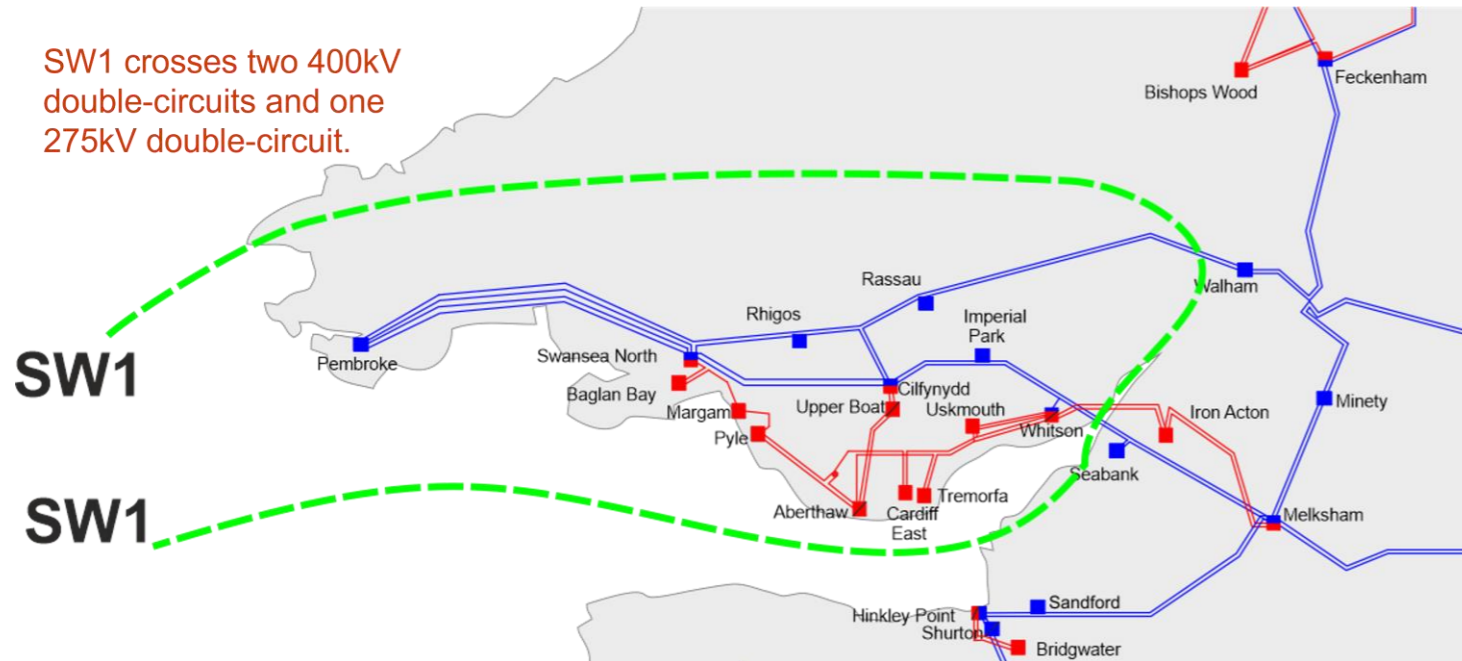 SW1 crosses two 400kV
double-circuits and one
275kV double-circuit.
Bishops Wood
Feckenham
Walham
Rassau
Rhigos
Imperial
Park
Pembroke
Swansea North
SW1
Baglan Bay
Cilfynydd
Margam
Upper Boat
Uskmouth
Minety
Iron Acton
Whitson
Pyle
Seabank
SW1
Aberthaw
Cardiff
East
Tremorfa
Melksham
Sandford
Hinkley Point
Shurton
Bridgwater